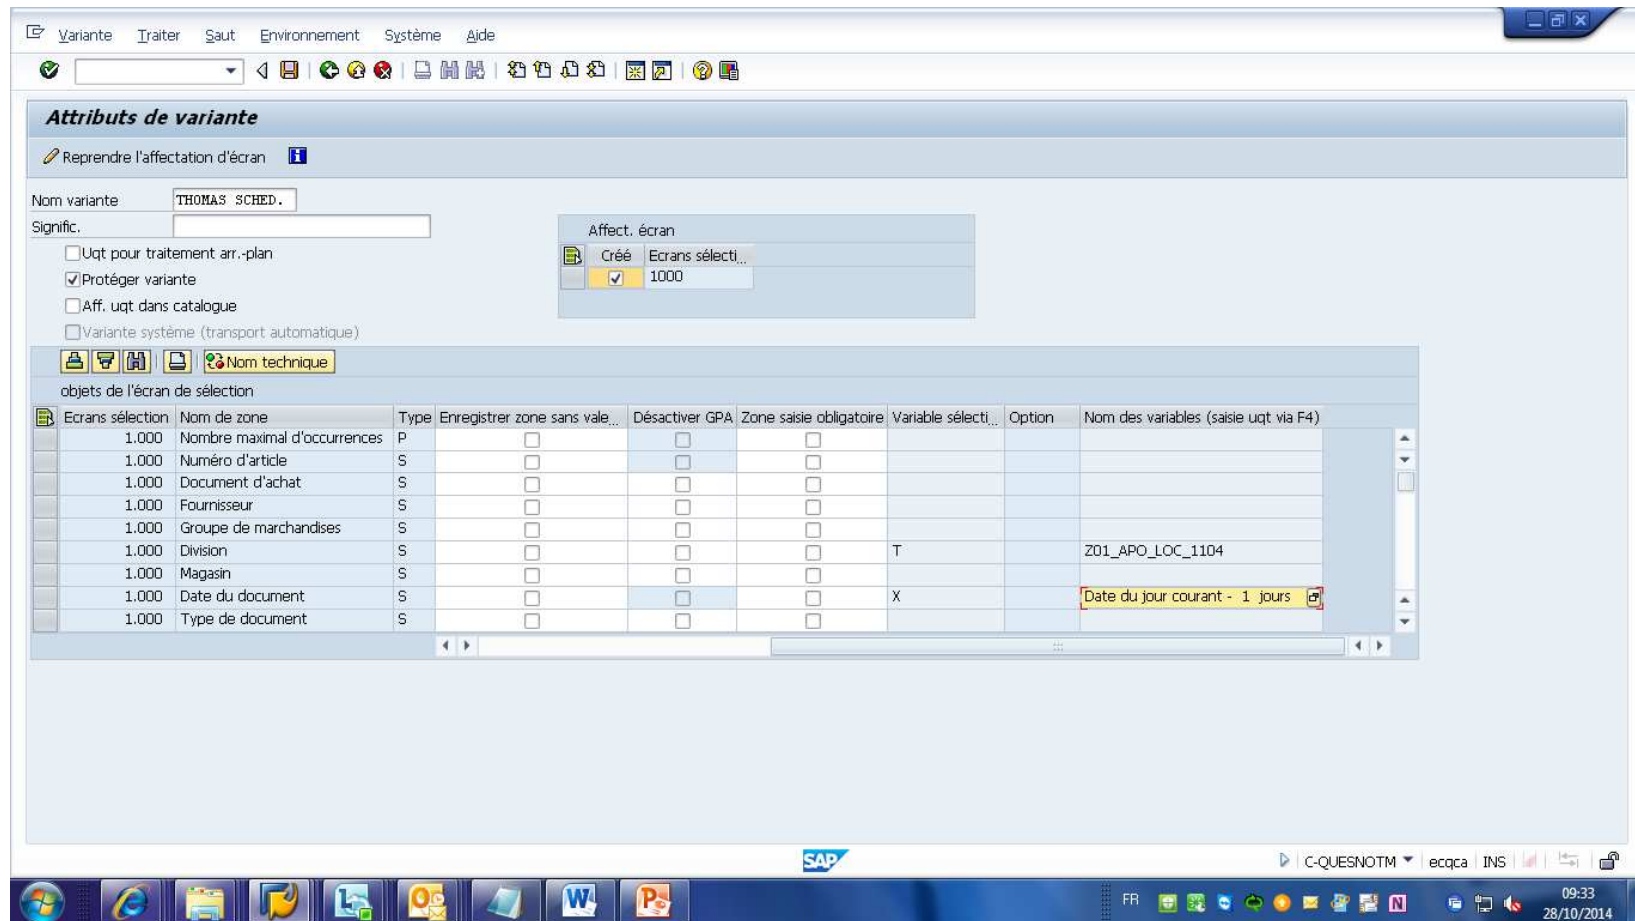 Variante Traiter Saut Environnement Système Aide
Attributs de variante
Reprendre l'affectation d'écran
Nom variante THOMAS SCHED.
Signific.
Affect. écran
Uqt pour traitement arr.-plan
Créé Ecrans sélecti...
Protéger variante
1000
Aff. uqt dans catalogue
Variante système (transport automatique)
Nom technique
objets de l'écran de sélection
Ecrans sélection Nom de zone Type Enregistrer zone sans vale... Désactiver GPA Zone saisie obligatoire Variable sélecti... Option Nom des variables (saisie uqt via F4)
1.000 Nombre maximal d'occurrences P
1.000 Numéro d'article S
1.000 Document d'achat S
1.000 Fournisseur S
1.000 Groupe de marchandises S
1.000 Division S T Z01_APO_LOC_1104
1.000 Magasin S
1.000 Date du document S X Date du jour courant - 1 jours
1.000 Type de document S
SAP
C-QUESNOTM ecqca INS
FR
09:33
28/10/2014